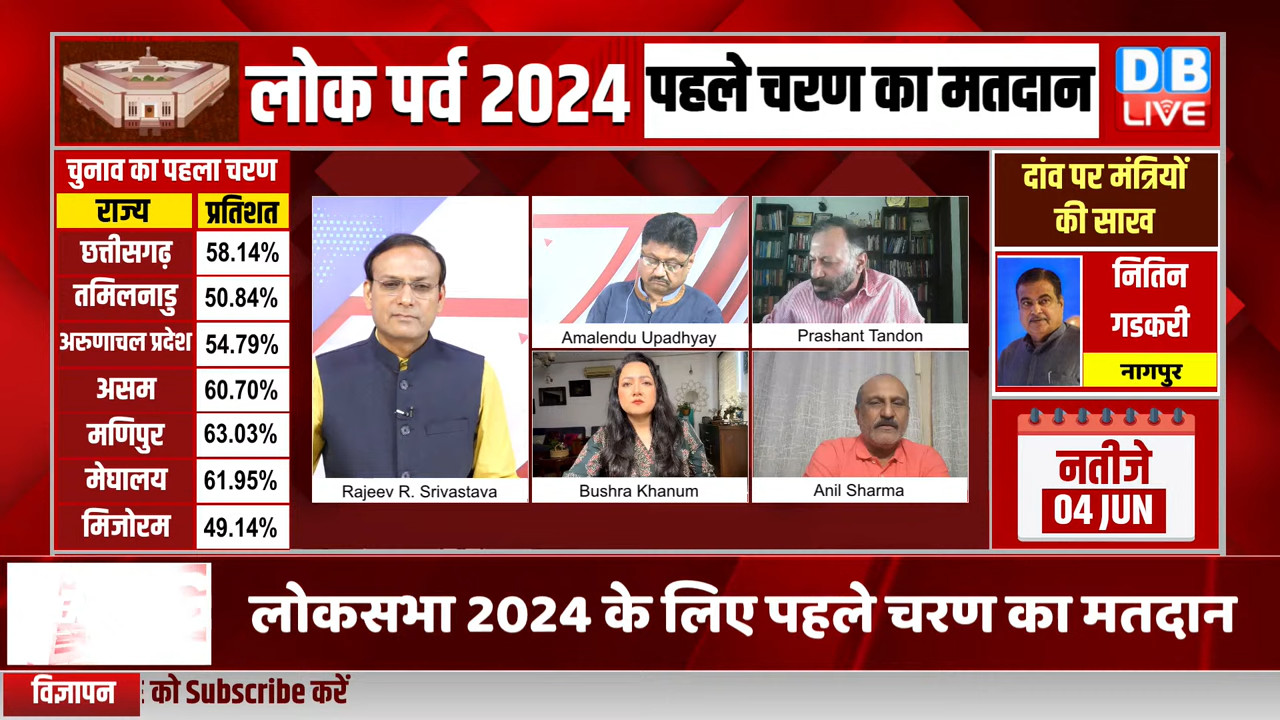 लोक पर्व 2024
पहले चरण का मतदान
DB
LIVE
चुनाव का पहला चरण
राज्य प्रतिशत
छत्तीसगढ़ 58.14%
तमिलनाडु 50.84%
अरुणाचल प्रदेश 54.79%
असम 60.70%
मणिपुर 63.03%
मेघालय 61.95%
मिजोरम 49.14%
Amalendu Upadhyay
Prashant Tandon
Rajeev R. Srivastava
Bushra Khanum
Anil Sharma
दांव पर मंत्रियों
की साख
नितिन
गडकरी
नागपुर
नतीजे
04 JUN
लोकसभा 2024 के लिए पहले चरण का मतदान
विज्ञापन को Subscribe करें